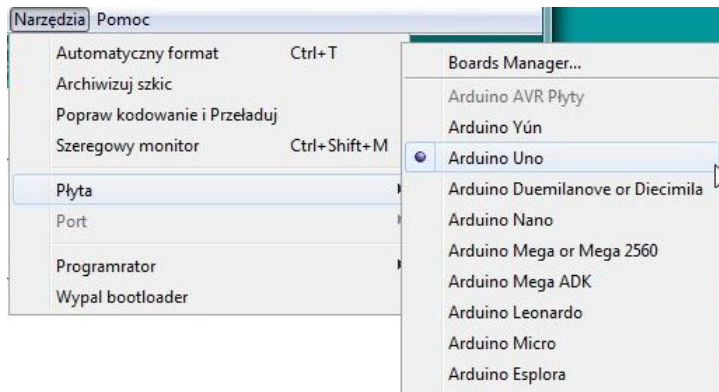 Narzędzia Pomoc
Automatyczny format Ctrl+T
Archiwizuj szkic
Popraw kodowanie i Przeładuj
Szeregowy monitor Ctrl+Shift+M
Płyta
Port
Programrator
Wypal bootloader
Boards Manager...
Arduino AVR Płyty
Arduino Yún
Arduino Uno
Arduino Duemilanove or Diecimila
Arduino Nano
Arduino Mega or Mega 2560
Arduino Mega ADK
Arduino Leonardo
Arduino Micro
Arduino Esplora